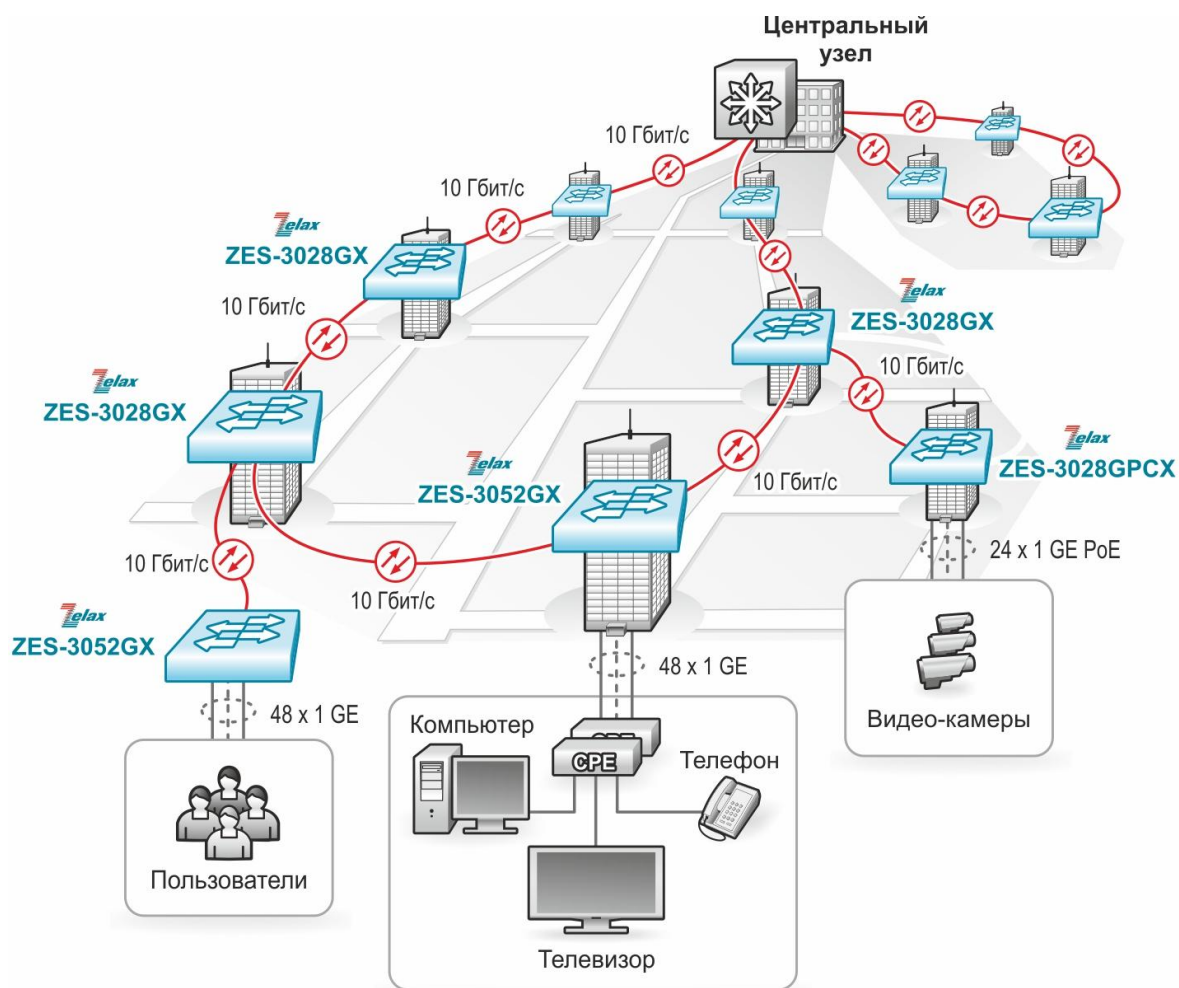 Центральный
узел
10 Гбит/с
10 Гбит/с
Zelax
ZES-3028GX
10 Гбит/с
Zelax
ZES-3028GX
Zelax
ZES-3028GX
10 Гбит/с
Zelax
ZES-3028GPCX
Zelax
ZES-3052GX
10 Гбит/с
24 x 1 GE PoE
10 Гбит/с
10 Гбит/с
Zelax
ZES-3052GX
48 x 1 GE
48 x 1 GE
Видео-камеры
Компьютер
CPE
Телефон
Пользователи
Телевизор